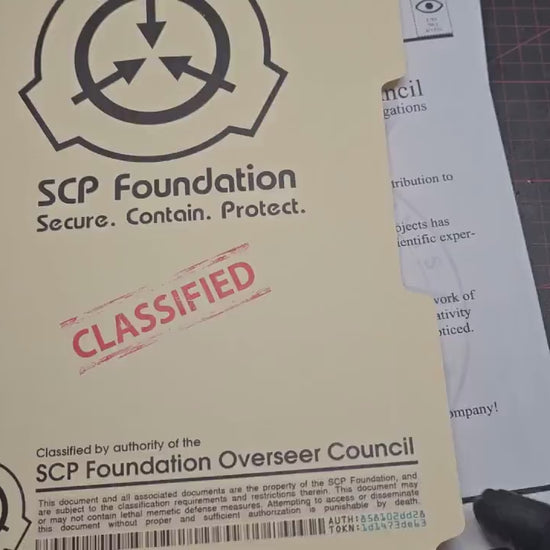 SCP Foundation
Secure. Contain. Protect.
CLASSIFIED
Classified by authority of the
SCP Foundation Overseer Council
This document and all associated documents are the property of the SCP Foundation, and
are subject to the classification requirements and restrictions therein. This document may
or may not contain lethal memetic defense measures. Attempting to access or disseminate
this document without proper and sufficient authorization is punishable by death.
AUTH:858102dd28
TOKN:1d1473de63
ncil
gations
tribution to
ojects has
ientific exper-
work of
ativity
oticed.
ompany!